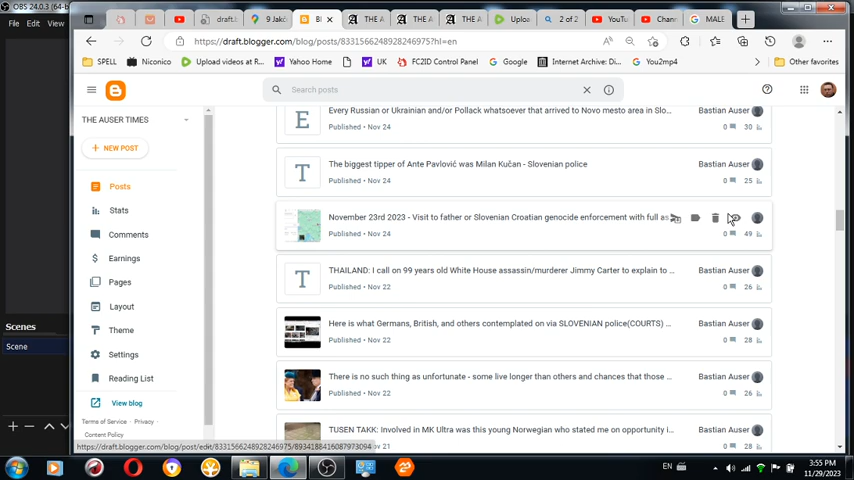 OBS 24.0.3 (64-b
File Edit View
draft.b
9 Jakč
Bl
THE A
THE A
THE A
Uploa
2 of 2
YouTu
Chan
MALE
https://draft.blogger.com/blog/posts/8331566248928246975?hl=en
SPELL Niconico Upload videos at R... Yahoo Home UK FC2ID Control Panel Google Internet Archive: Di... You2mp4 Other favorites
Search posts
THE AUSER TIMES
NEW POST
Posts
Stats
Comments
Earnings
Pages
Layout
Theme
Settings
Reading List
View blog
Terms of Service · Privacy ·
Content Policy
E
Every Russian or Ukrainian and/or Pollack whatsoever that arrived to Novo mesto area in Slo... Bastian Auser
Published • Nov 24 0 30
T
The biggest tipper of Ante Pavlović was Milan Kučan - Slovenian police Bastian Auser
Published • Nov 24 0 25
November 23rd 2023 - Visit to father or Slovenian Croatian genocide enforcement with full as
Published • Nov 24 0 49
T
THAILAND: I call on 99 years old White House assassin/murderer Jimmy Carter to explain to ... Bastian Auser
Published • Nov 22 0 26
Here is what Germans, British, and others contemplated on via SLOVENIAN police(COURTS) ... Bastian Auser
Published • Nov 22 0 28
There is no such thing as unfortunate - some live longer than others and chances that those ... Bastian Auser
Published • Nov 22 0 26
TUSEN TAKK: Involved in MK Ultra was this young Norwegian who stated me on opportunity i... Bastian Auser
ov 21 0 28
https://draft.blogger.com/blog/post/edit/8331566248928246975/8934188416087973094
Scenes
Scene
EN
3:55 PM
11/29/2023